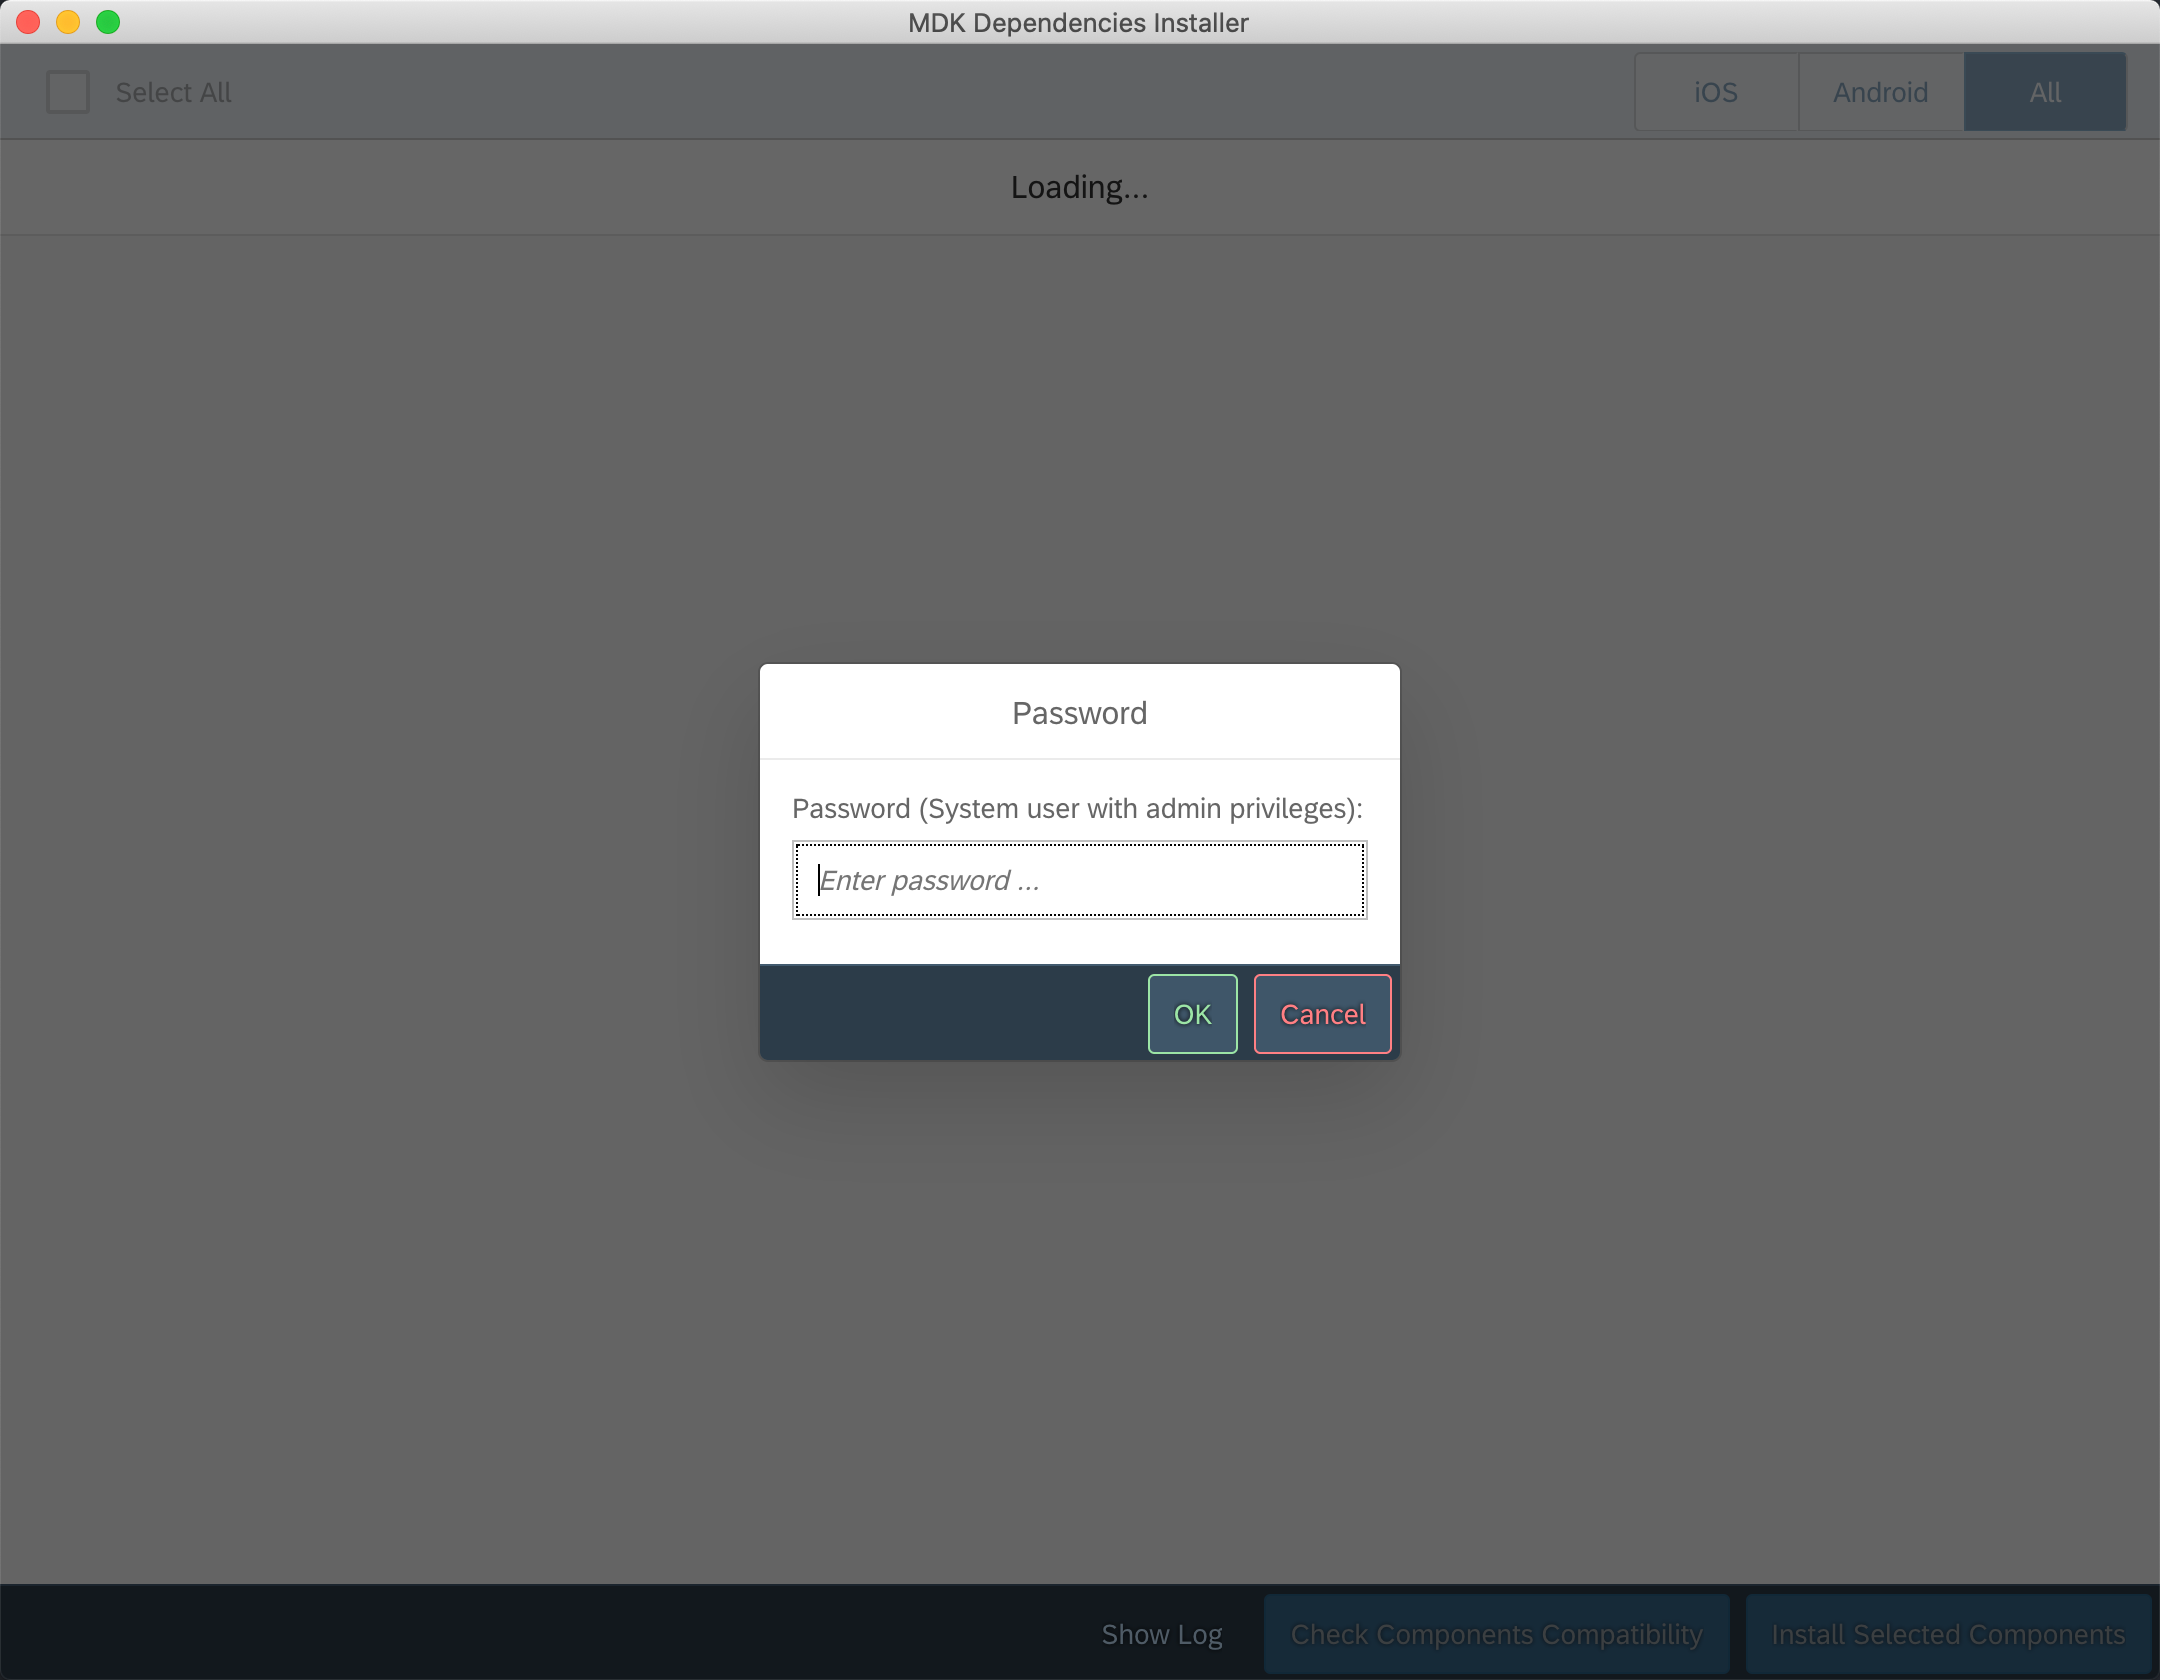 MDK Dependencies Installer
Select All
iOS
Android
All
Loading...
Password
Password (System user with admin privileges):
Enter password ...
OK
Cancel
Show Log
Check Components Compatibility
Install Selected Components